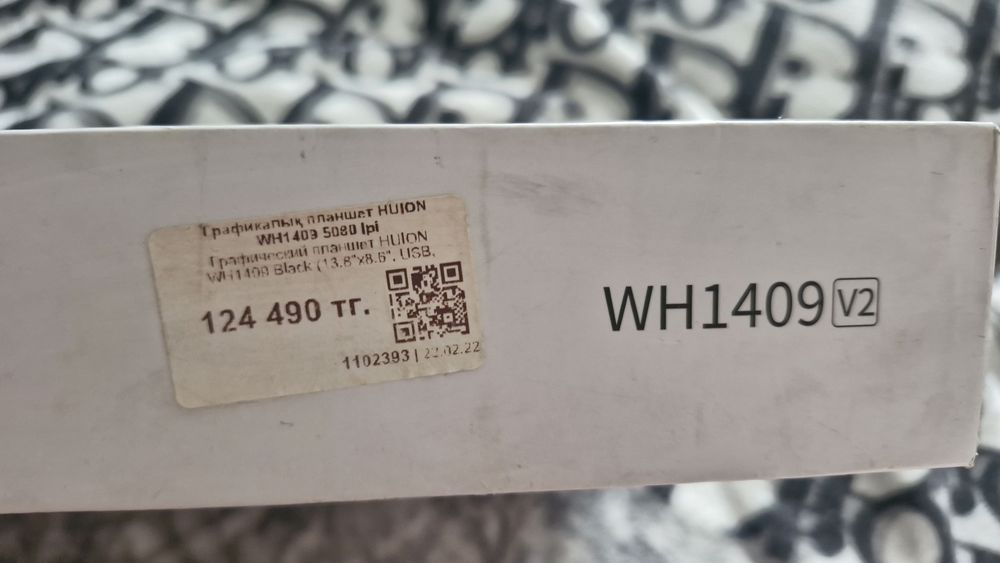 Графикалық планшет HUION
WH1409 5080 lpi
Графический планшет HUION
WH1409 Black (13.8"x8.6", USB,
124 490 тг.
1102393 | 22.02.22
WH1409 V2